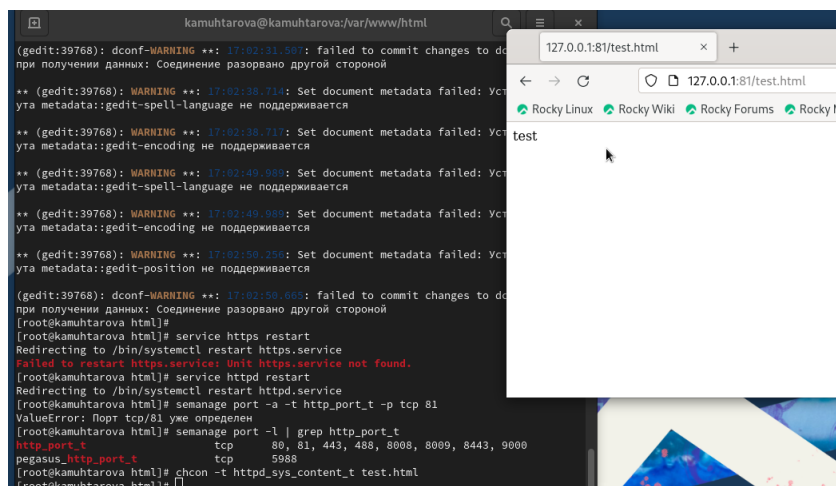 kamuhtarova@kamuhtarova:/var/www/html
(gedit:39768): dconf-WARNING **: 17:02:31.507: failed to commit changes to dc
при получении данных: Соединение разорвано другой стороной
** (gedit:39768): WARNING **: 17:02:38.714: Set document metadata failed: Уст
ута metadata::gedit-spell-language не поддерживается
** (gedit:39768): WARNING **: 17:02:38.717: Set document metadata failed: Уст
ута metadata::gedit-encoding не поддерживается
** (gedit:39768): WARNING **: 17:02:49.989: Set document metadata failed: Уст
ута metadata::gedit-spell-language не поддерживается
** (gedit:39768): WARNING **: 17:02:49.989: Set document metadata failed: Уст
ута metadata::gedit-encoding не поддерживается
** (gedit:39768): WARNING **: 17:02:50.256: Set document metadata failed: Уст
ута metadata::gedit-position не поддерживается
(gedit:39768): dconf-WARNING **: 17:02:50.665: failed to commit changes to dc
при получении данных: Соединение разорвано другой стороной
[root@kamuhtarova html]#
[root@kamuhtarova html]# service https restart
Redirecting to /bin/systemctl restart https.service
Failed to restart https.service: Unit https.service not found.
[root@kamuhtarova html]# service httpd restart
Redirecting to /bin/systemctl restart httpd.service
[root@kamuhtarova html]# semanage port -a -t http_port_t -p tcp 81
ValueError: Порт tcp/81 уже определен
[root@kamuhtarova html]# semanage port -l | grep http_port_t
http_port_t tcp 80, 81, 443, 488, 8008, 8009, 8443, 9000
pegasus_http_port_t tcp 5988
[root@kamuhtarova html]# chcon -t httpd_sys_content_t test.html
[root@kamuhtarova html]#
127.0.0.1:81/test.html
127.0.0.1:81/test.html
Rocky Linux Rocky Wiki Rocky Forums Rocky
test